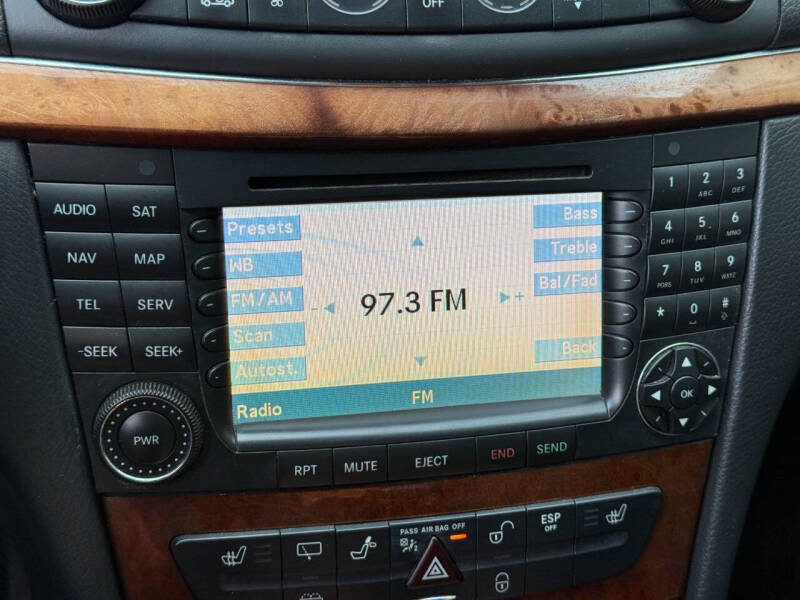 OFF
AUDIO SAT
NAV MAP
TEL SERV
-SEEK SEEK+
PWR
Presets
WB
FM/AM
Scan
Autost.
Bass
Treble
Bal/Fad
Back
- 97.3 FM +
Radio FM
1 2 ABC 3 DEF
4 GHI 5 JKL 6 MNO
7 PQRS 8 TUV 9 WXYZ
* 0 #
OK
RPT MUTE EJECT END SEND
PASS AIR BAG OFF
ESP
OFF